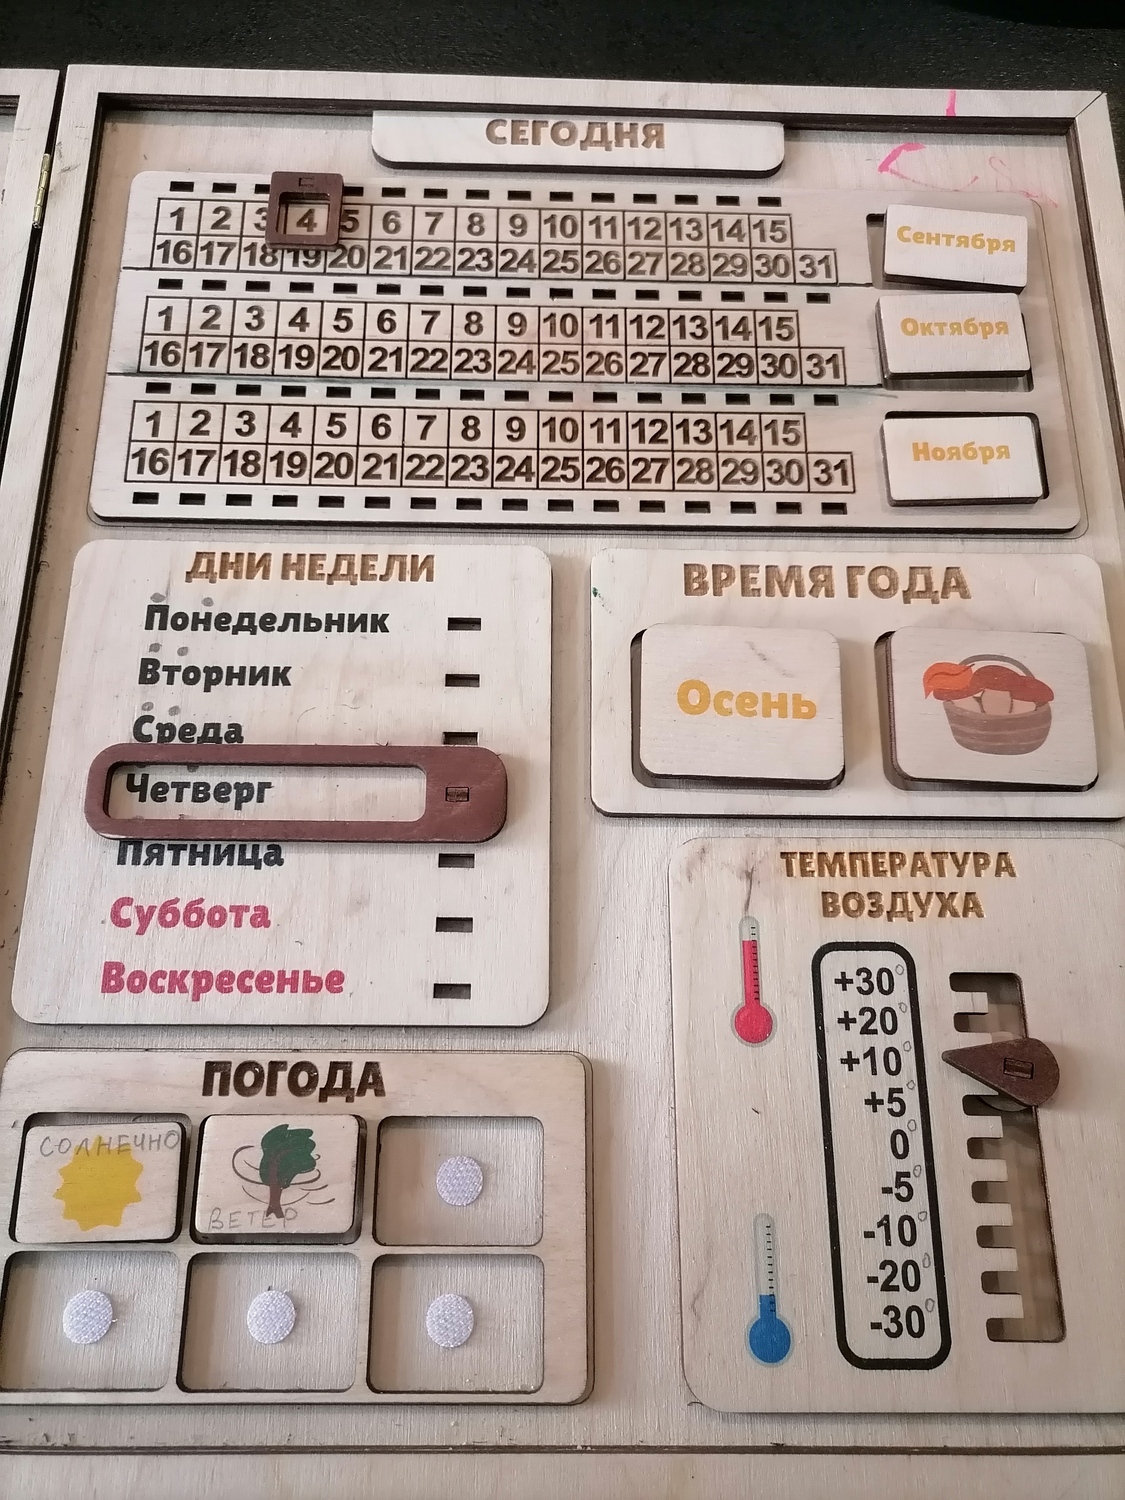 СЕГОДНЯ
1 2 3 4 5 6 7 8 9 10 11 12 13 14 15
16 17 18 19 20 21 22 23 24 25 26 27 28 29 30 31
Сентября
1 2 3 4 5 6 7 8 9 10 11 12 13 14 15
16 17 18 19 20 21 22 23 24 25 26 27 28 29 30 31
Октября
1 2 3 4 5 6 7 8 9 10 11 12 13 14 15
16 17 18 19 20 21 22 23 24 25 26 27 28 29 30 31
Ноября
ДНИ НЕДЕЛИ
Понедельник
Вторник
Среда
Четверг
Пятница
Суббота
Воскресенье
ВРЕМЯ ГОДА
Осень
ПОГОДА
СОЛНЕЧНО
ВЕТЕР
ТЕМПЕРАТУРА
ВОЗДУХА
+30°
+20°
+10°
+5°
0°
-5°
-10°
-20°
-30°